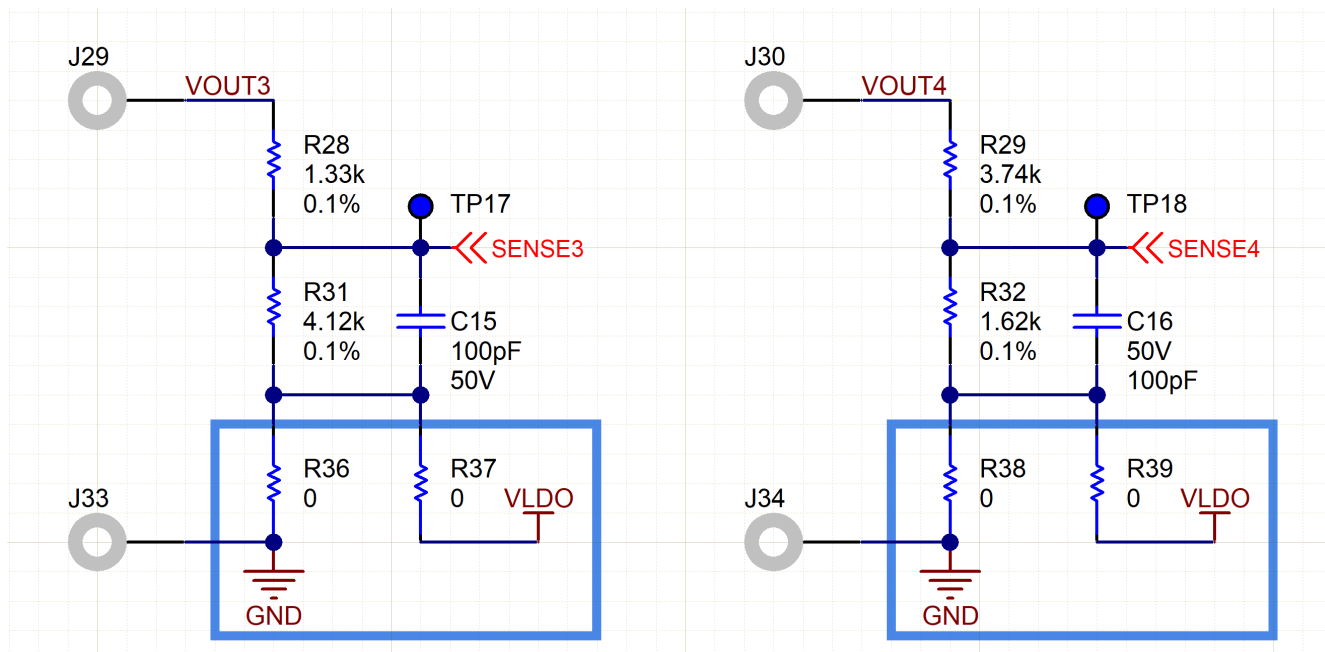 J29
VOUT3
R28
1.33k
0.1%
TP17
SENSE3
R31
4.12k
0.1%
C15
100pF
50V
R36
0
R37
0
VLDO
J33
GND
J30
VOUT4
R29
3.74k
0.1%
TP18
SENSE4
R32
1.62k
0.1%
C16
50V
100pF
R38
0
R39
0
VLDO
J34
GND